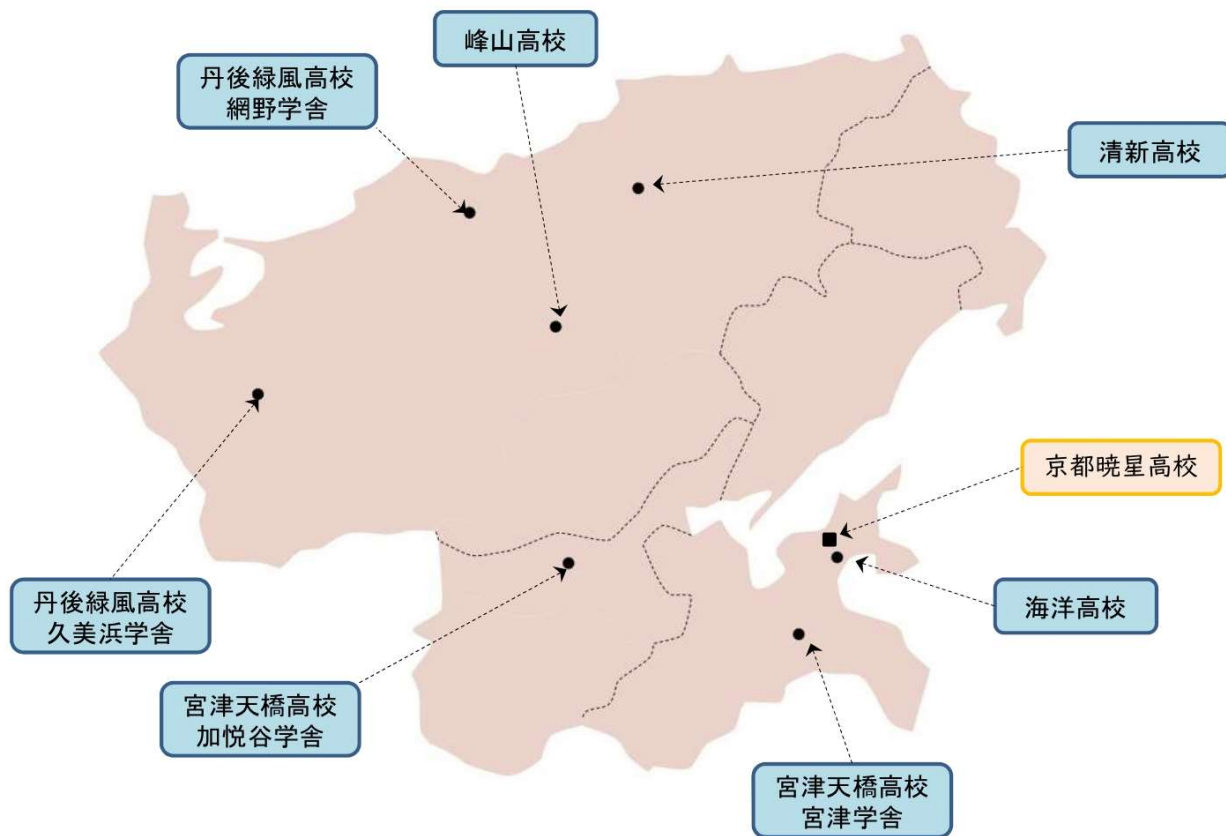 峰山高校
丹後緑風高校
網野学舎
清新高校
京都暁星高校
丹後緑風高校
久美浜学舎
海洋高校
宮津天橋高校
加悦谷学舎
宮津天橋高校
宮津学舎